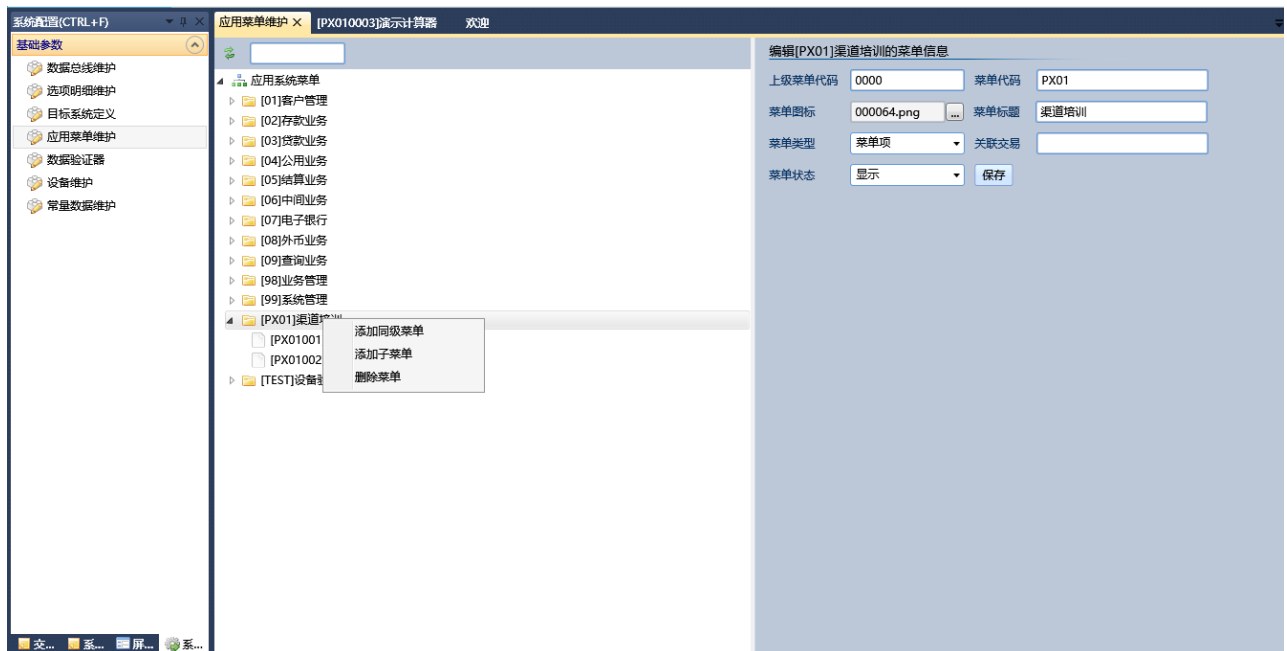 系统配置(CTRL+F)
应用菜单维护
[PX010003]演示计算器
欢迎
基础参数
数据总线维护
选项明细维护
目标系统定义
应用菜单维护
数据验证器
设备维护
常量数据维护
应用系统菜单
[01]客户管理
[02]存款业务
[03]贷款业务
[04]公用业务
[05]结算业务
[06]中间业务
[07]电子银行
[08]外币业务
[09]查询业务
[98]业务管理
[99]系统管理
[PX01]渠道培训
[PX01001
[PX01002
[TEST]设备
添加同级菜单
添加子菜单
删除菜单
编辑[PX01]渠道培训的菜单信息
上级菜单代码 0000 菜单代码 PX01
菜单图标 000064.png ... 菜单标题 渠道培训
菜单类型 菜单项 关联交易
菜单状态 显示 保存
交... 系... 屏... 系...